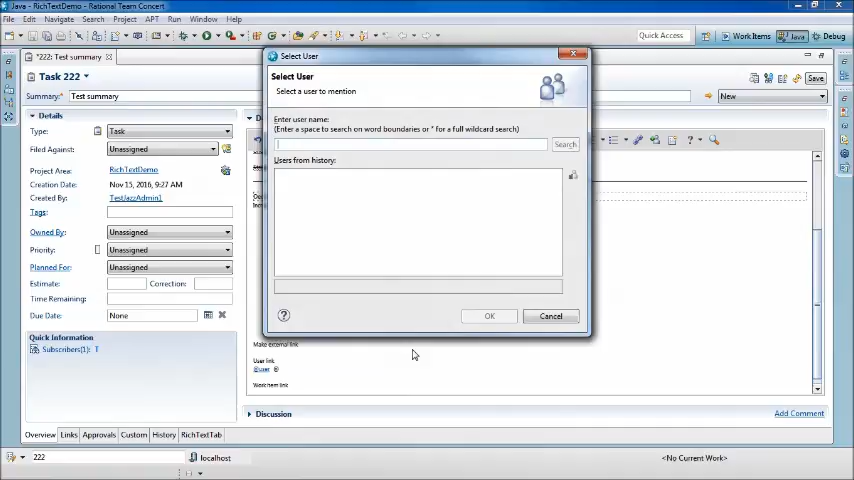 Java - RichTextDemo - Rational Team Concert
File Edit Navigate Search Project APT Run Window Help
Quick Access
Work Items Java Debug
*222: Test summary
Task 222
Save
Summary: Test summary
New
Details
Type: Task
Filed Against: Unassigned
Project Area: RichTextDemo
Creation Date: Nov 15, 2016, 9:27 AM
Created By: TestJazzAdmin1
Tags:
Owned By: Unassigned
Priority: Unassigned
Planned For: Unassigned
Estimate: Correction:
Time Remaining:
Due Date: None
Quick Information
Subscribers(1): T
Select User
Select User
Select a user to mention
Enter user name:
(Enter a space to search on word boundaries or * for a full wildcard search)
Search
Users from history:
OK
Cancel
Make external link
User link
@user @
Work item link
Discussion
Add Comment
Overview Links Approvals Custom History RichTextTab
222
localhost
<No Current Work>